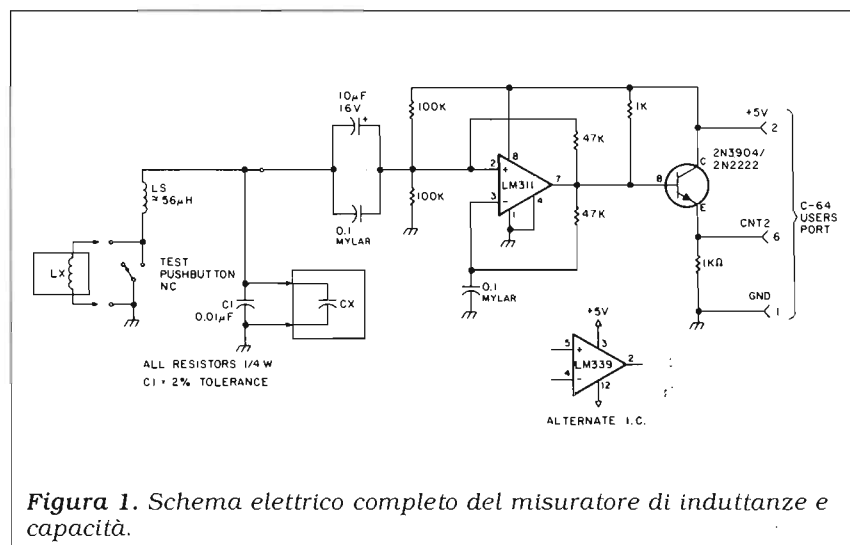 10µF
16V
+
100K
1K
+5V
2
LS
≈56µH
47K
2N3904/
2N2222
2
+
8
LM311
7
B
C
E
3
-
1
4
100K
47K
C-64
USERS
PORT
CNT2
6
0.1
MYLAR
LX
TEST
PUSHBUTTON
NC
C1
0.01µF
CX
0.1
MYLAR
1KΩ
GND
1
+5V
5
+
3
LM339
2
4
-
12
ALL RESISTORS 1/4 W
C1 = 2% TOLERANCE
ALTERNATE I.C.
Figura 1. Schema elettrico completo del misuratore di induttanze e
capacità.